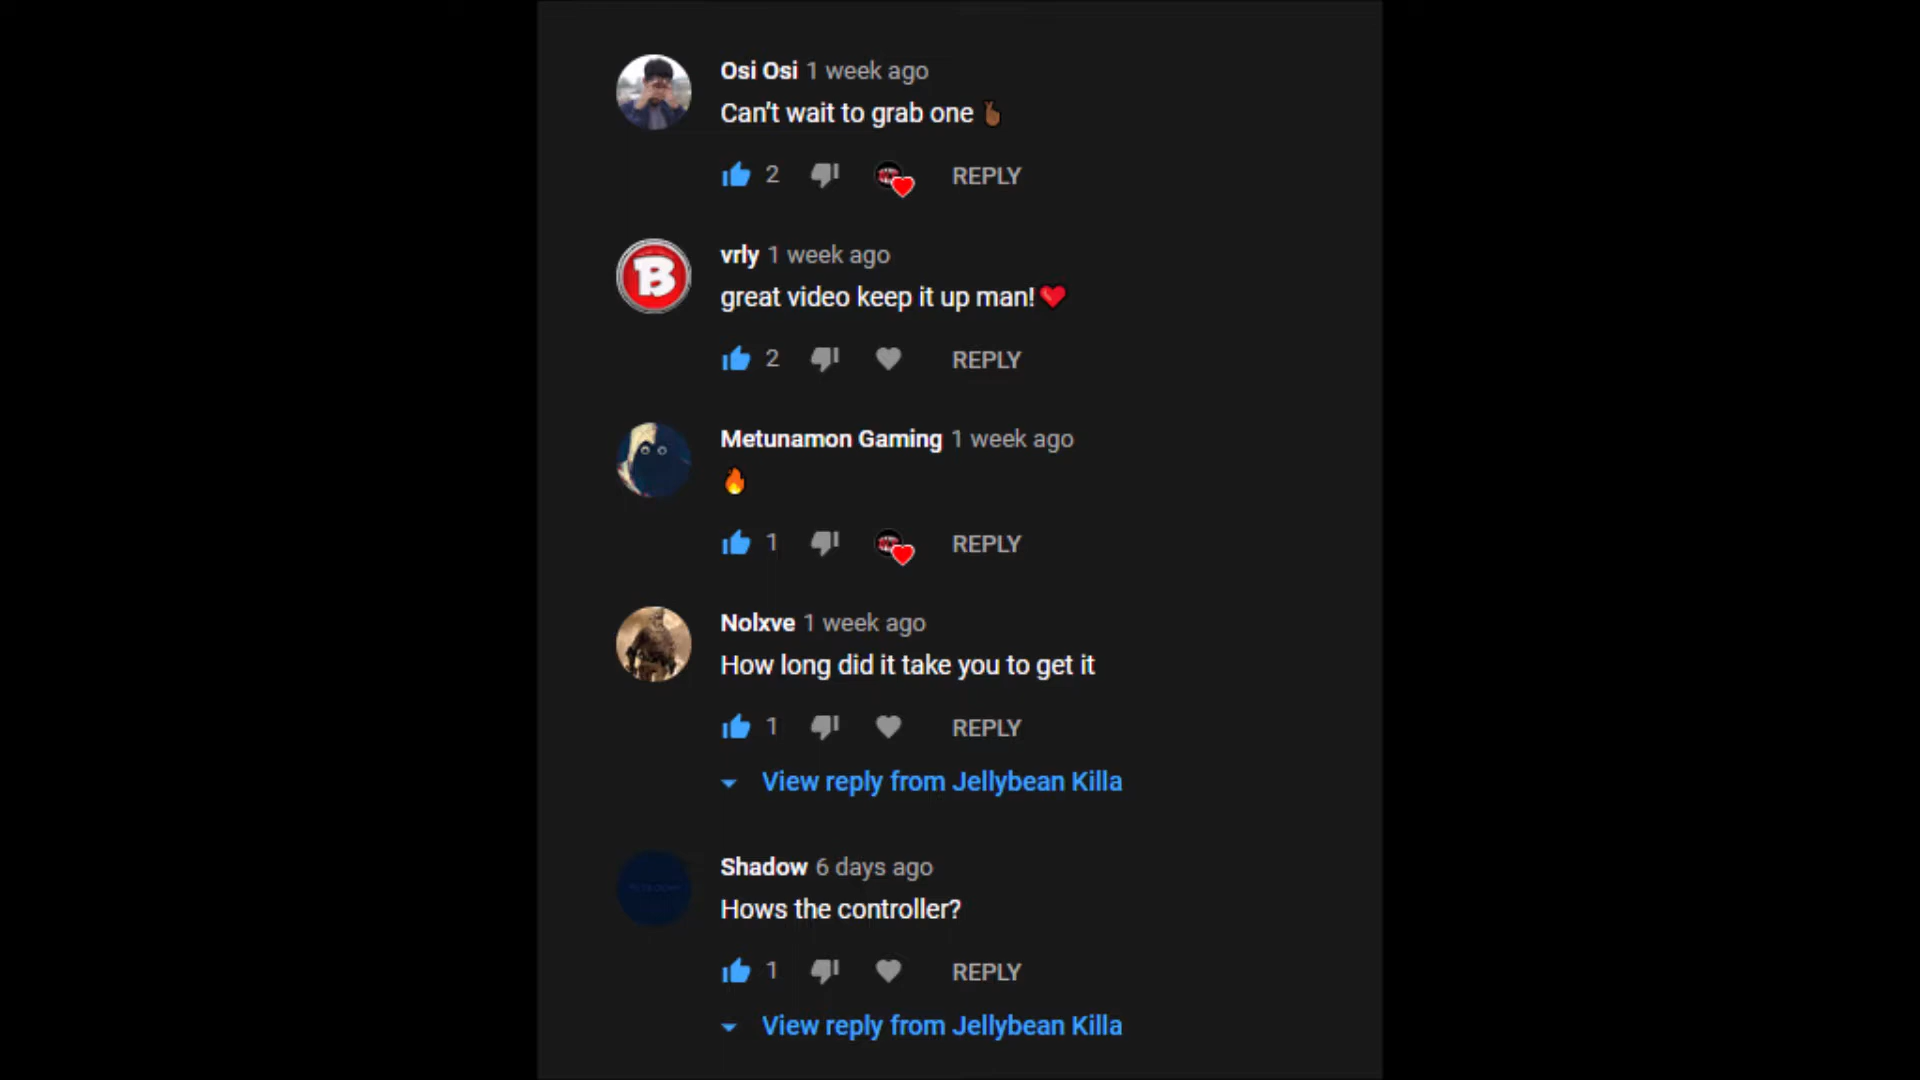 Osi Osi 1 week ago
Can't wait to grab one
2 REPLY
B
vrly 1 week ago
great video keep it up man!
2 REPLY
Metunamon Gaming 1 week ago
1 REPLY
Nolxve 1 week ago
How long did it take you to get it
1 REPLY
View reply from Jellybean Killa
Shadow 6 days ago
Hows the controller?
1 REPLY
View reply from Jellybean Killa